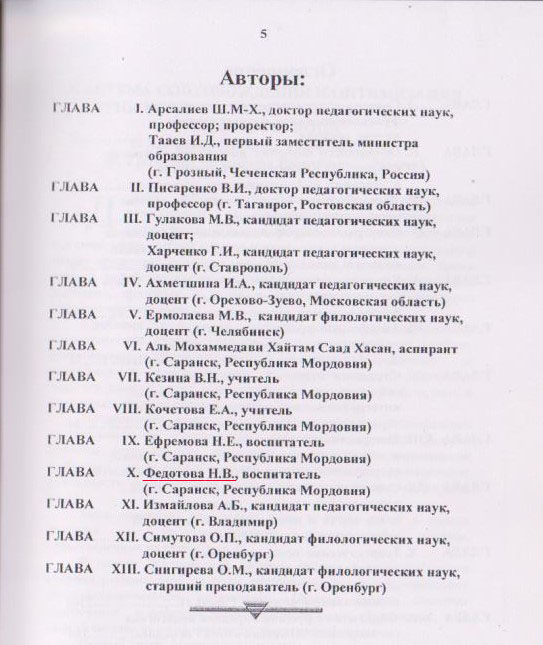 5
Авторы:
ГЛАВА I. Арсалиев Ш.М-Х., доктор педагогических наук,
профессор; проректор;
Тааев И.Д., первый заместитель министра
образования
(г. Грозный, Чеченская Республика, Россия)
ГЛАВА II. Писаренко В.И., доктор педагогических наук,
профессор (г. Таганрог, Ростовская область)
ГЛАВА III. Гулакова М.В., кандидат педагогических наук,
доцент;
Харченко Г.И., кандидат педагогических наук,
доцент (г. Ставрополь)
ГЛАВА IV. Ахметшина И.А., кандидат педагогических наук,
доцент (г. Орехово-Зуево, Московская область)
ГЛАВА V. Ермолаева М.В., кандидат филологических наук,
доцент (г. Челябинск)
ГЛАВА VI. Аль Мохаммедави Хайтам Саад Хасан, аспирант
(г. Саранск, Республика Мордовия)
ГЛАВА VII. Кезина В.Н., учитель
(г. Саранск, Республика Мордовия)
ГЛАВА VIII. Кочетова Е.А., учитель
(г. Саранск, Республика Мордовия)
ГЛАВА IX. Ефремова Н.Е., воспитатель
(г. Саранск, Республика Мордовия)
ГЛАВА X. Федотова Н.В., воспитатель
(г. Саранск, Республика Мордовия)
ГЛАВА XI. Измайлова А.Б., кандидат педагогических наук,
доцент (г. Владимир)
ГЛАВА XII. Симутова О.П., кандидат филологических наук,
доцент (г. Оренбург)
ГЛАВА XIII. Снигирева О.М., кандидат филологических наук,
старший преподаватель (г. Оренбург)